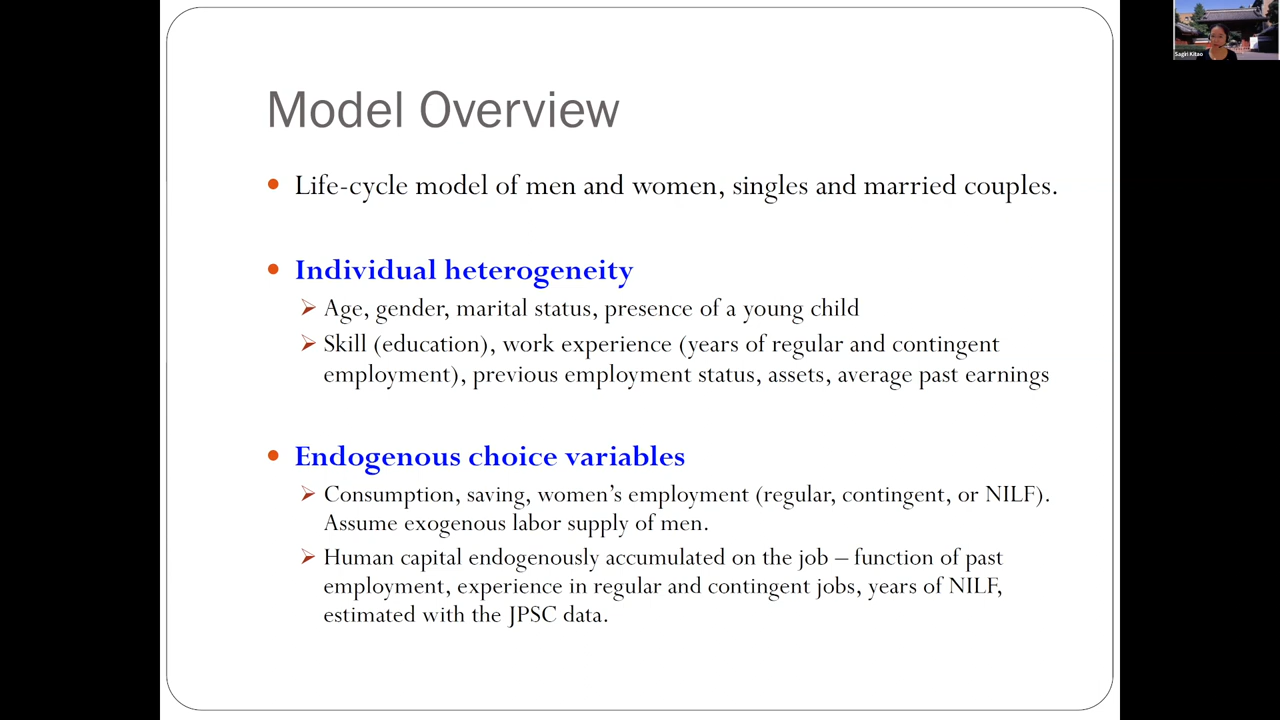 Model Overview
• Life-cycle model of men and women, singles and married couples.
• Individual heterogeneity
➢ Age, gender, marital status, presence of a young child
➢ Skill (education), work experience (years of regular and contingent
employment), previous employment status, assets, average past earnings
• Endogenous choice variables
➢ Consumption, saving, women’s employment (regular, contingent, or NILF).
Assume exogenous labor supply of men.
➢ Human capital endogenously accumulated on the job – function of past
employment, experience in regular and contingent jobs, years of NILF,
estimated with the JPSC data.
Sagiri Kitao